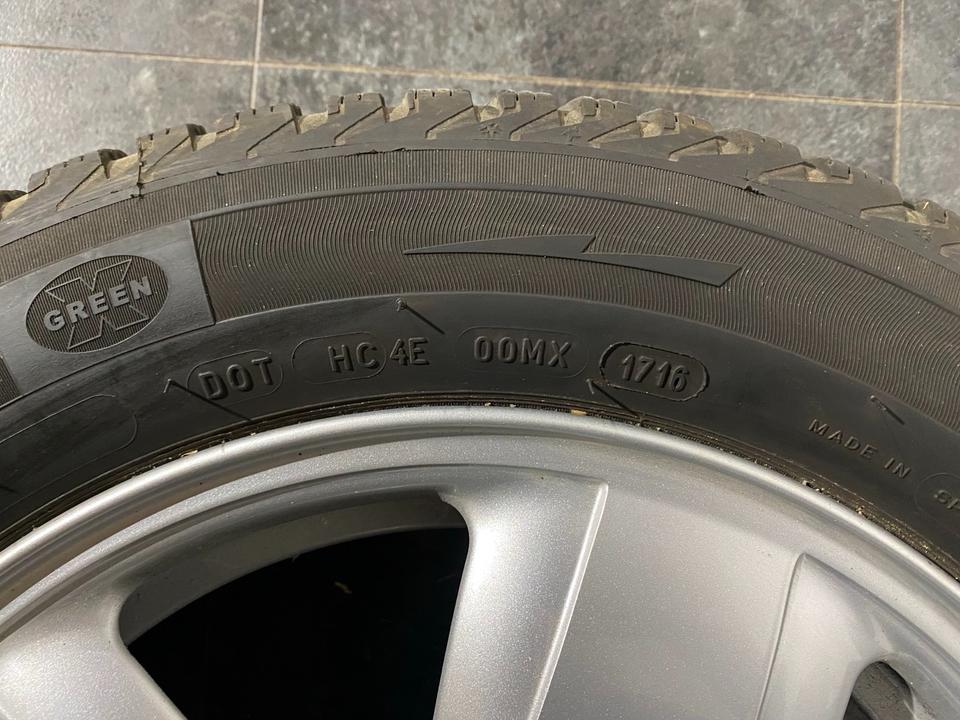 GREEN X
DOT HC 4E 00MX 1716
MADE IN